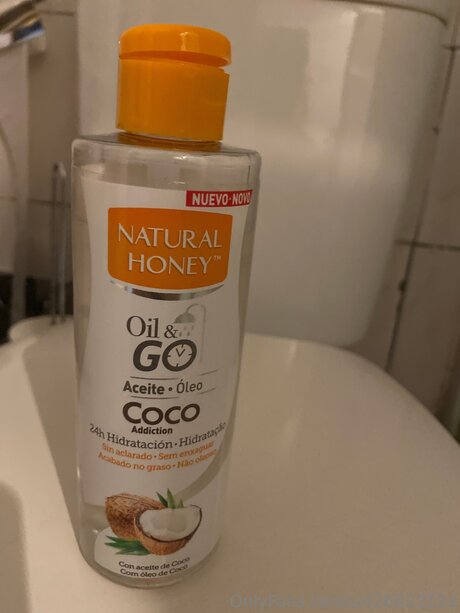 NUEVO·NOVO
NATURAL
HONEY™
Oil &
GO
Aceite • Óleo
COCO
Addiction
24h Hidratación • Hidratação
Sin aclarado • Sem enxaguar
Acabado no graso • Não oleoso
Con aceite de Coco
Com óleo de Coco